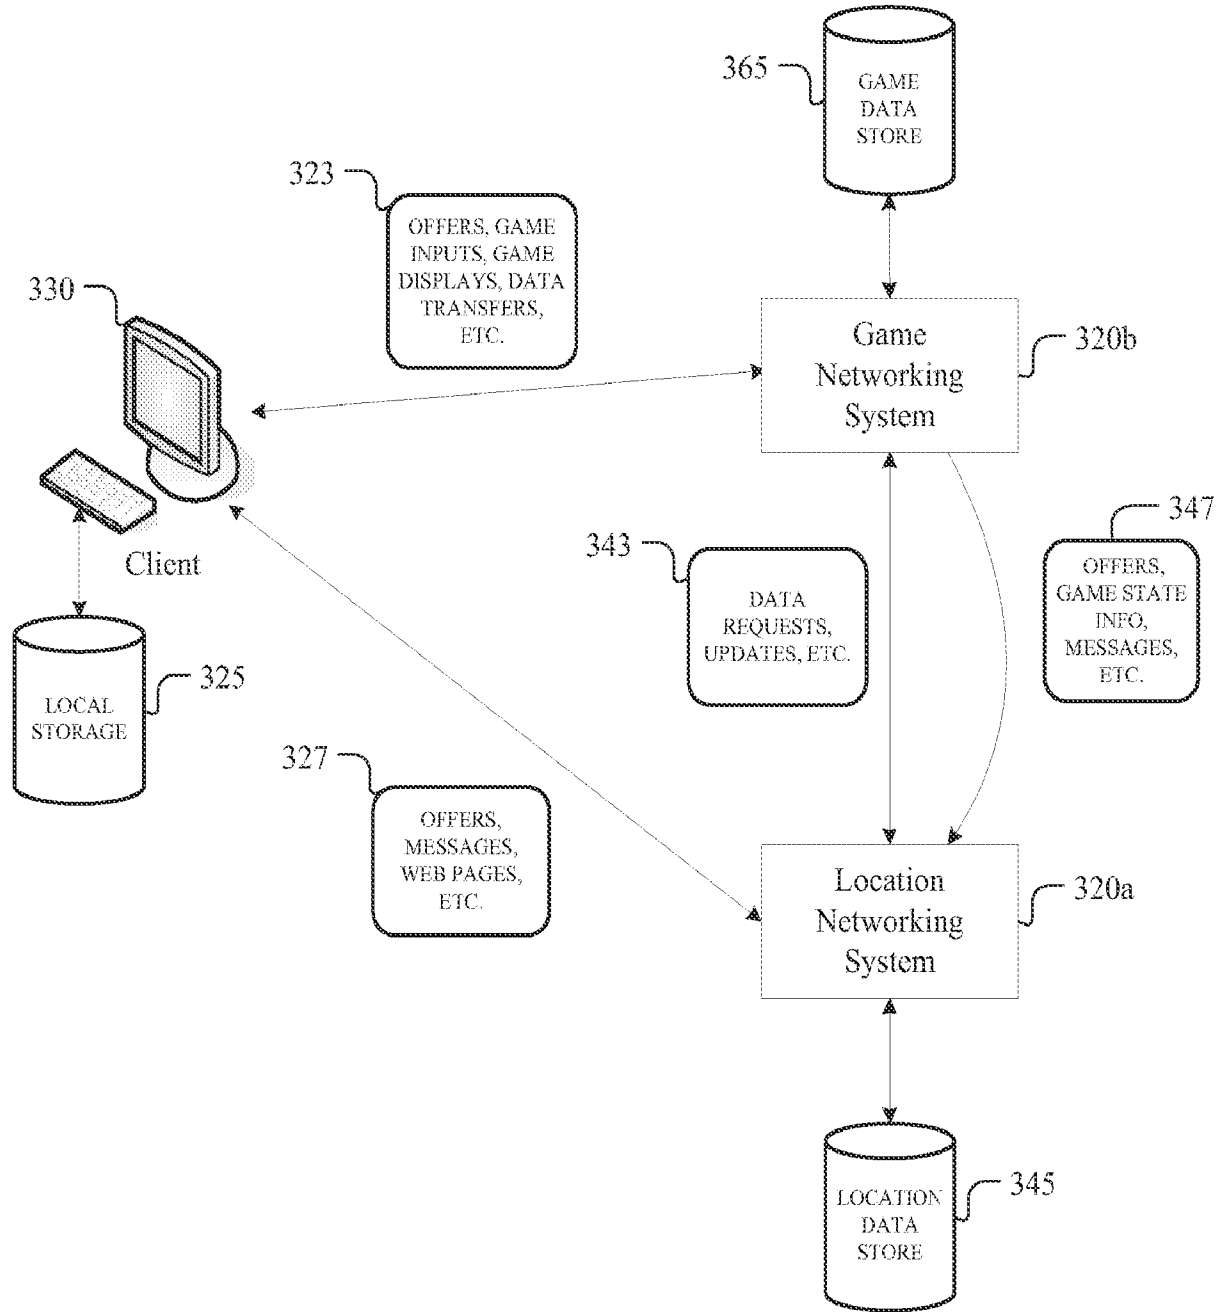 365
GAME
DATA
STORE
323
OFFERS, GAME
INPUTS, GAME
DISPLAYS, DATA
TRANSFERS,
ETC.
330
Game
Networking
System
320b
Client
343
DATA
REQUESTS,
UPDATES, ETC.
347
OFFERS,
GAME STATE
INFO,
MESSAGES,
ETC.
LOCAL
STORAGE
325
327
OFFERS,
MESSAGES,
WEB PAGES,
ETC.
Location
Networking
System
320a
LOCATION
DATA
STORE
345